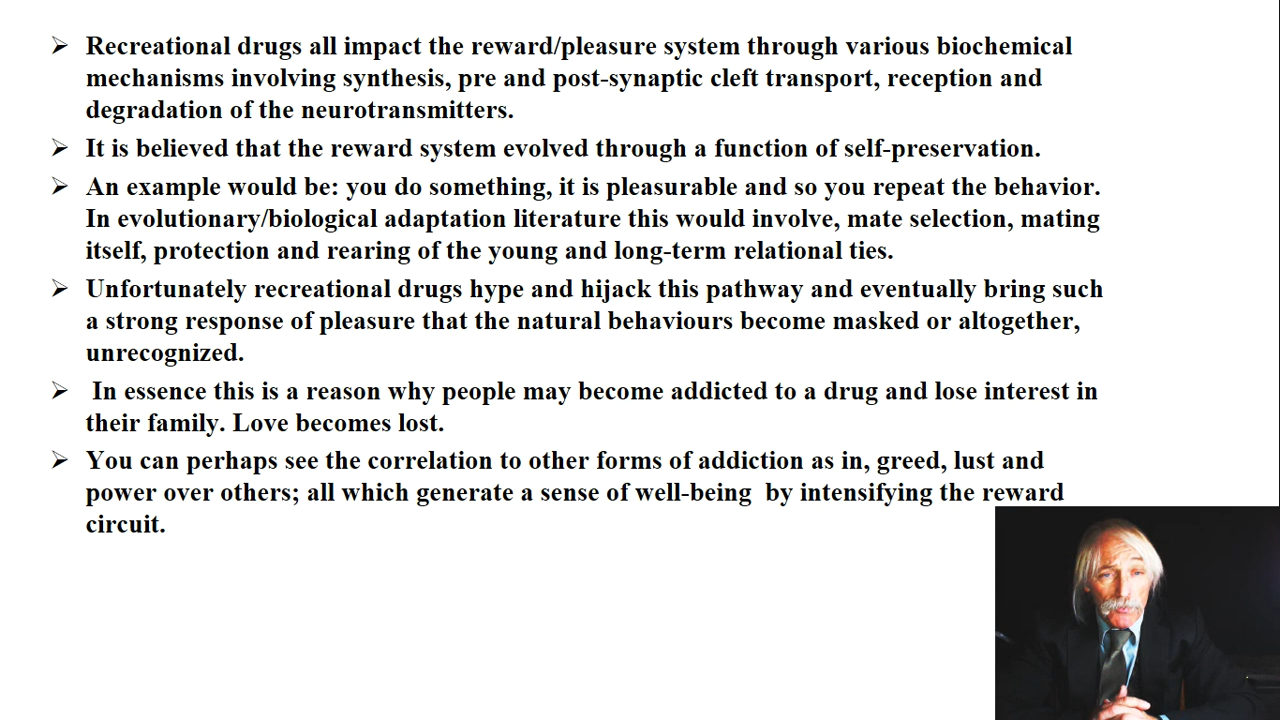 ➢ Recreational drugs all impact the reward/pleasure system through various biochemical
mechanisms involving synthesis, pre and post-synaptic cleft transport, reception and
degradation of the neurotransmitters.
➢ It is believed that the reward system evolved through a function of self-preservation.
➢ An example would be: you do something, it is pleasurable and so you repeat the behavior.
In evolutionary/biological adaptation literature this would involve, mate selection, mating
itself, protection and rearing of the young and long-term relational ties.
➢ Unfortunately recreational drugs hype and hijack this pathway and eventually bring such
a strong response of pleasure that the natural behaviours become masked or altogether,
unrecognized.
➢ In essence this is a reason why people may become addicted to a drug and lose interest in
their family. Love becomes lost.
➢ You can perhaps see the correlation to other forms of addiction as in, greed, lust and
power over others; all which generate a sense of well-being by intensifying the reward
circuit.